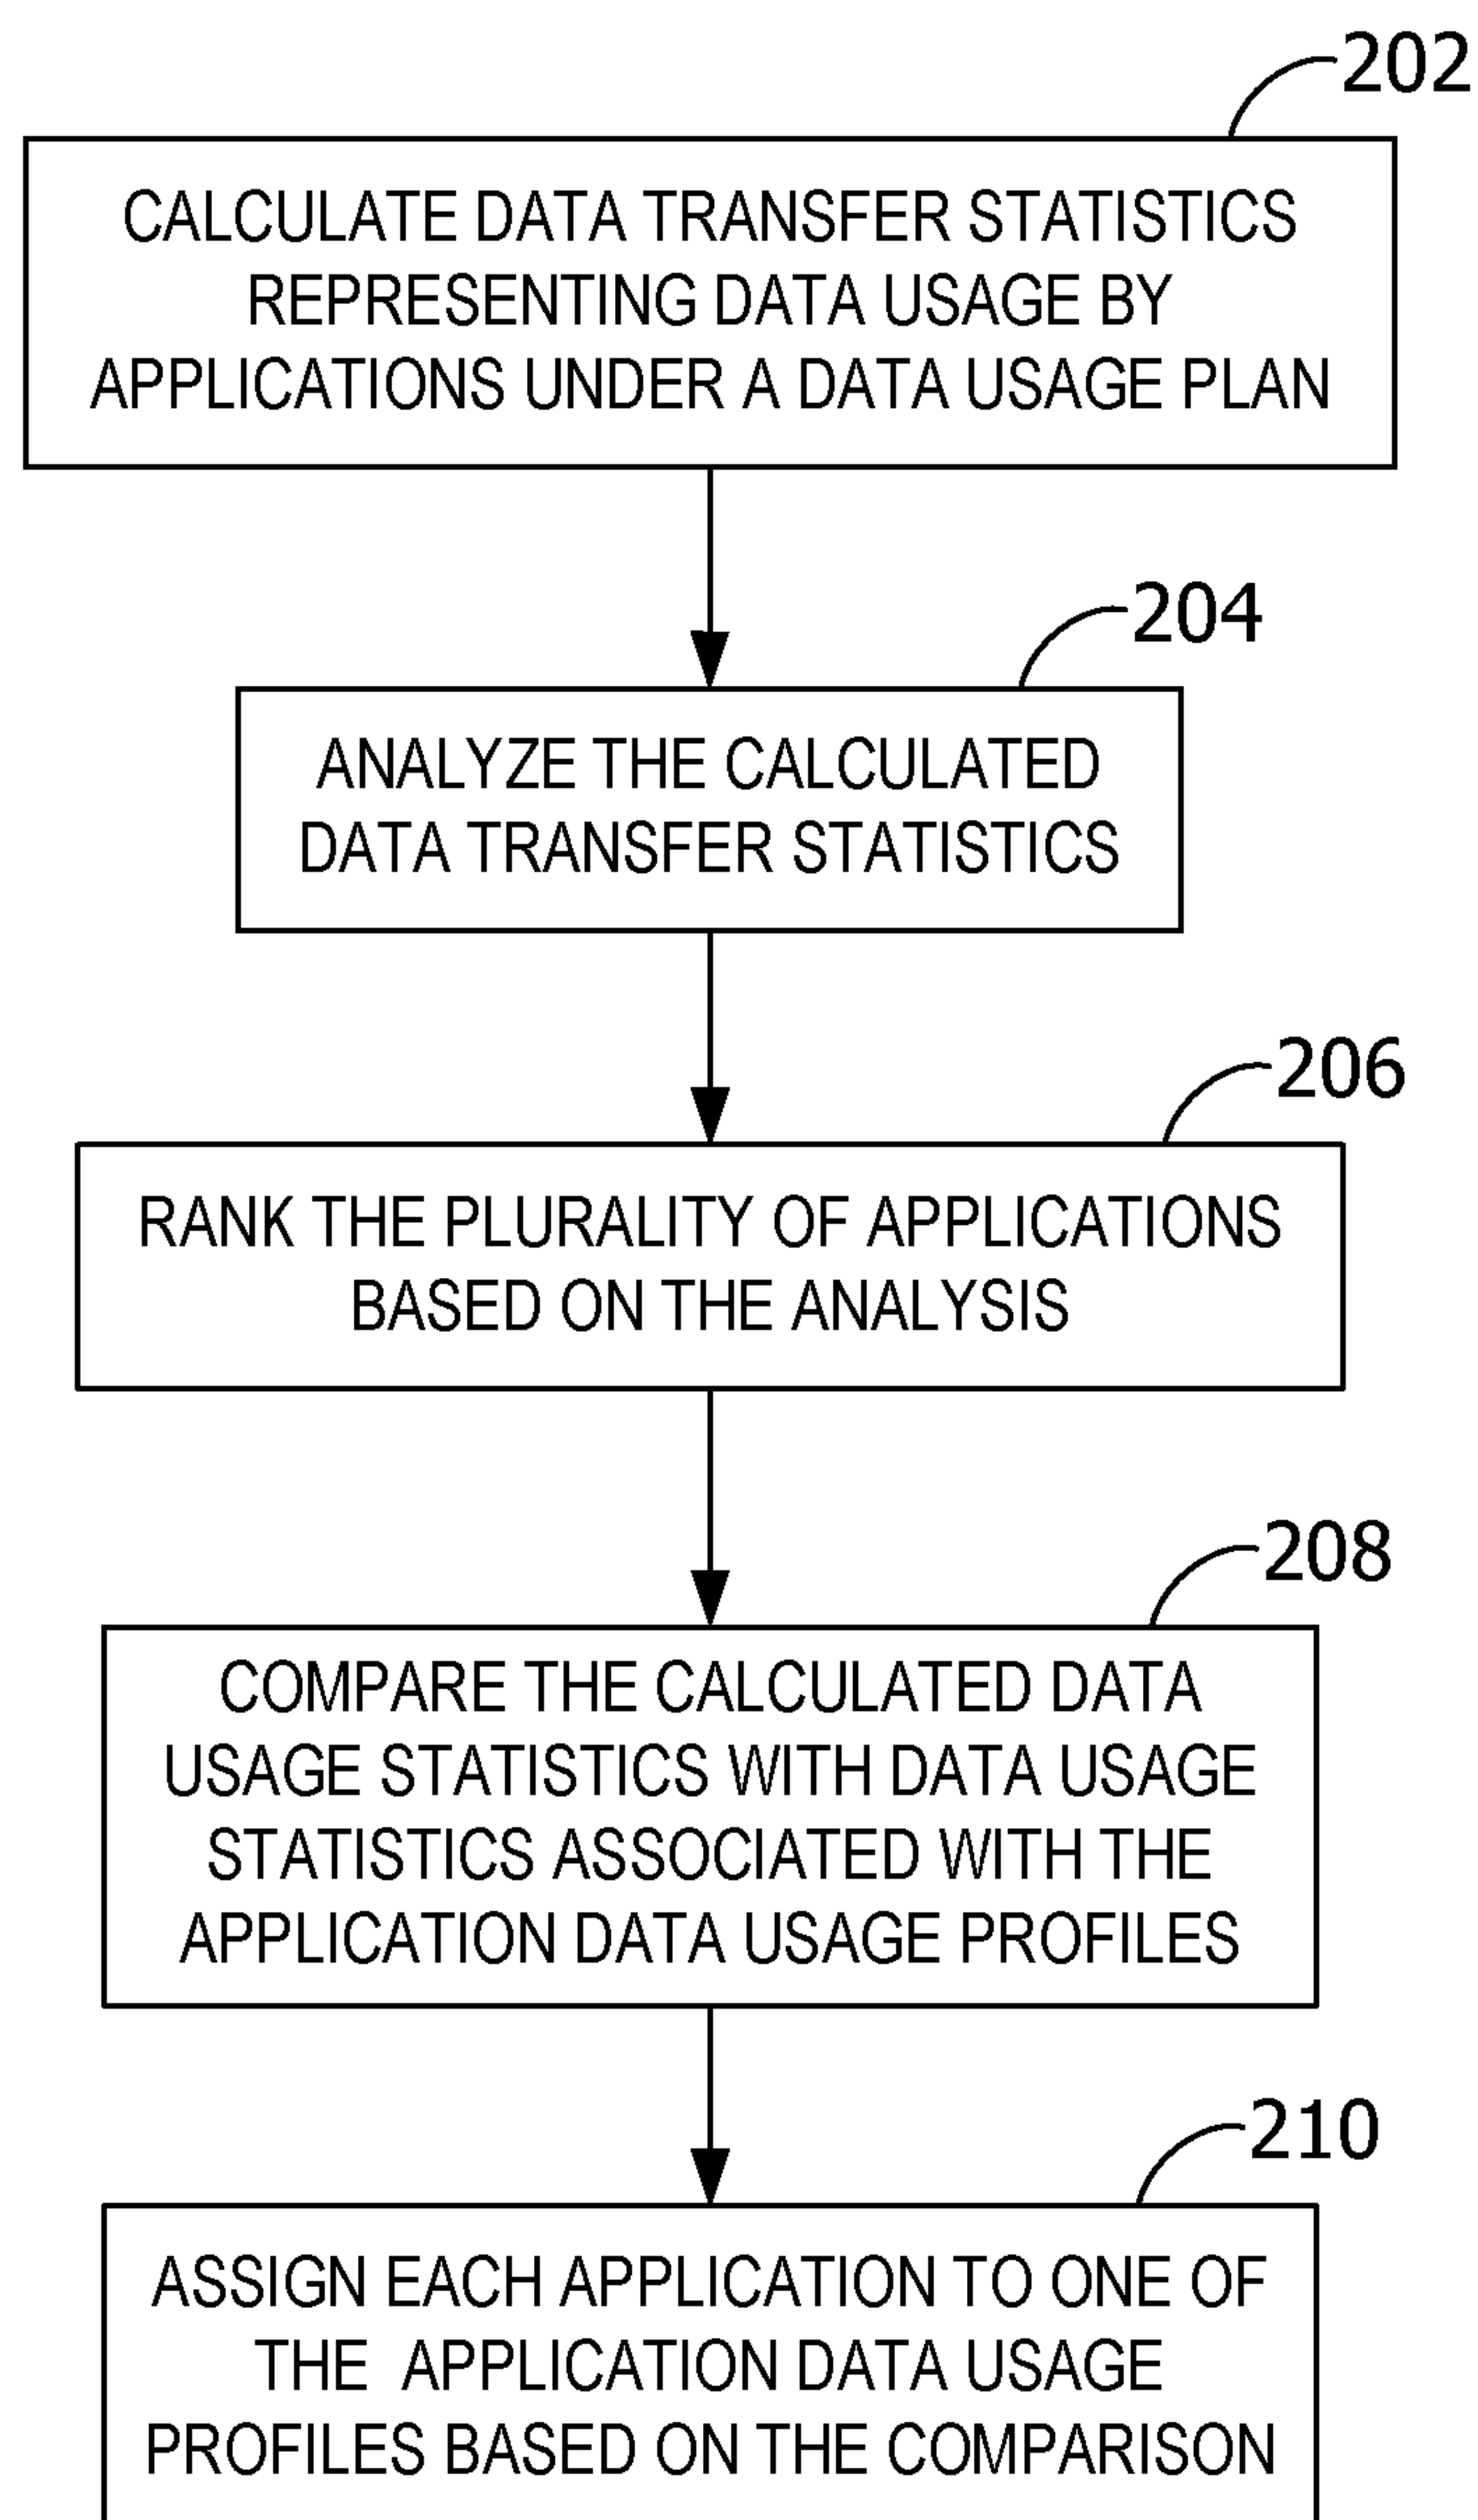 202
CALCULATE DATA TRANSFER STATISTICS
REPRESENTING DATA USAGE BY
APPLICATIONS UNDER A DATA USAGE PLAN
204
ANALYZE THE CALCULATED
DATA TRANSFER STATISTICS
206
RANK THE PLURALITY OF APPLICATIONS
BASED ON THE ANALYSIS
208
COMPARE THE CALCULATED DATA
USAGE STATISTICS WITH DATA USAGE
STATISTICS ASSOCIATED WITH THE
APPLICATION DATA USAGE PROFILES
210
ASSIGN EACH APPLICATION TO ONE OF
THE APPLICATION DATA USAGE
PROFILES BASED ON THE COMPARISON